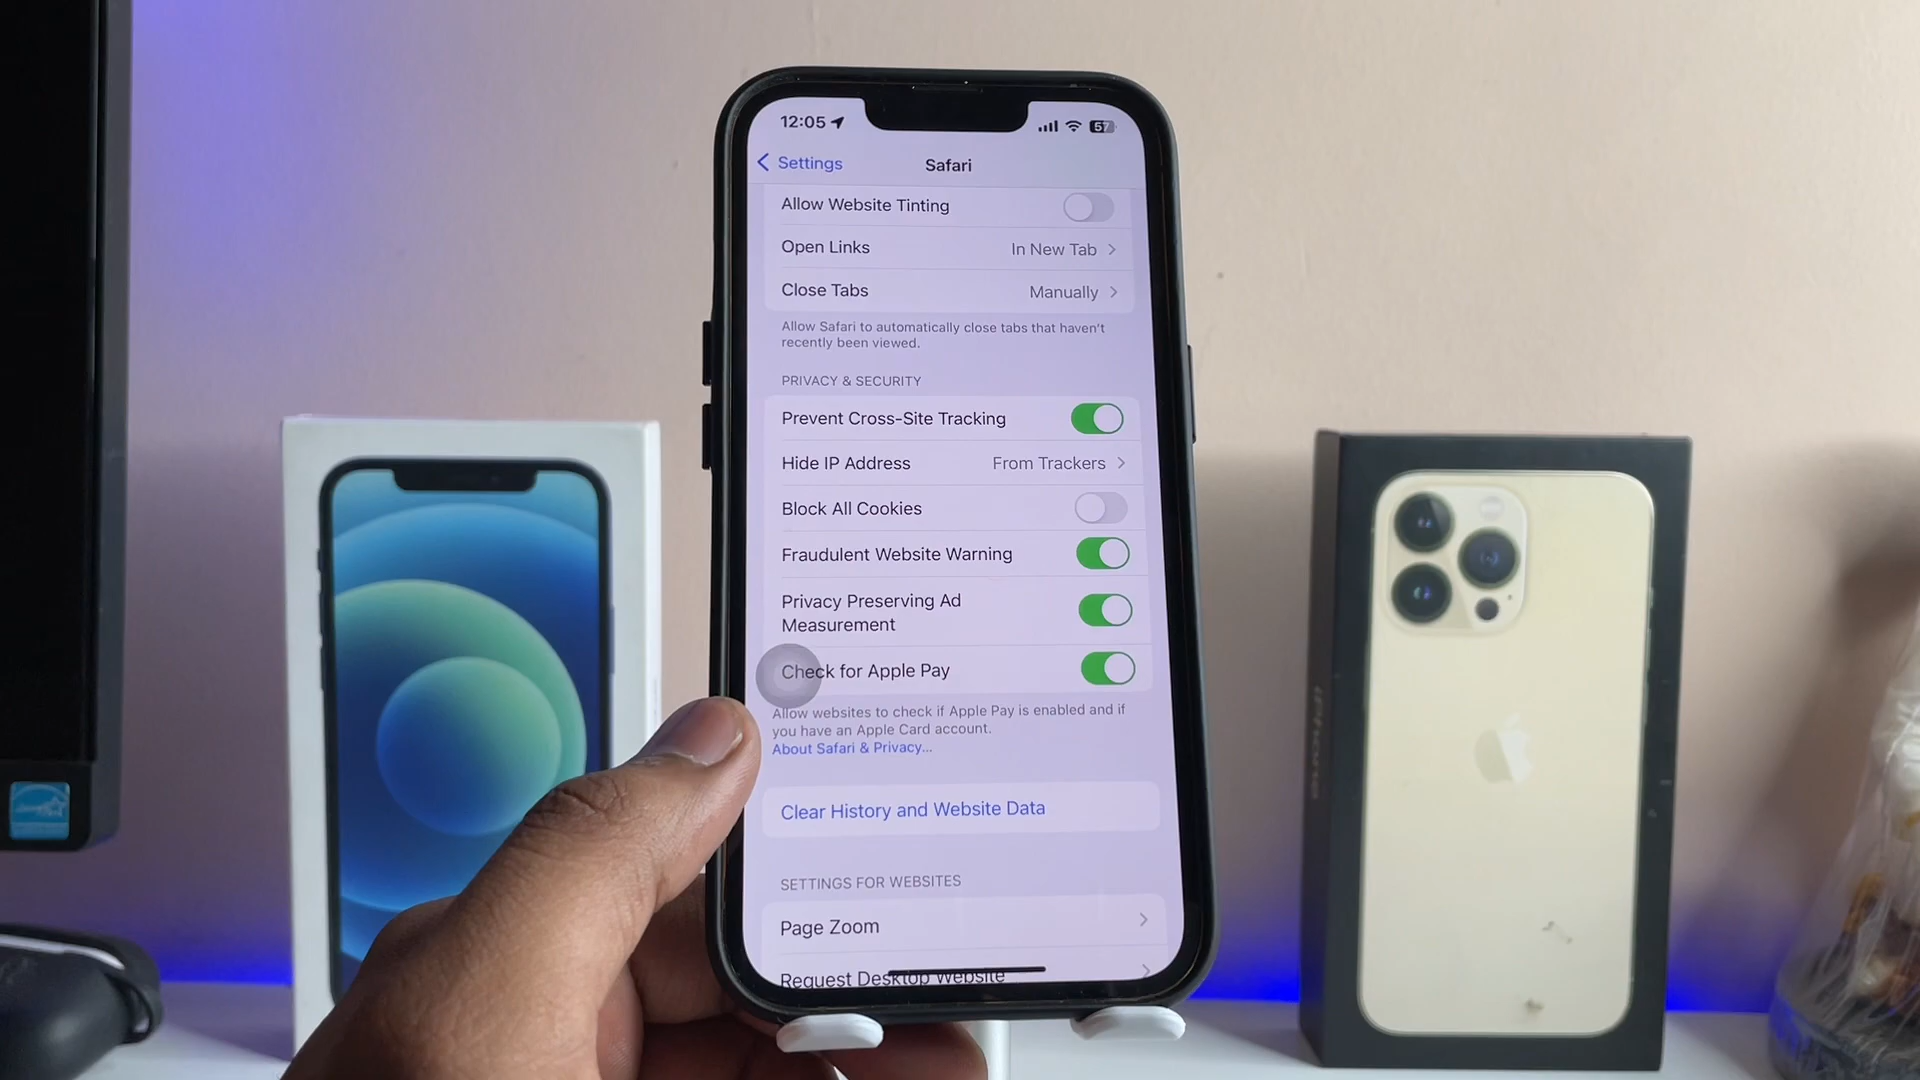 12:05
57
Settings
Safari
Allow Website Tinting
Open Links In New Tab
Close Tabs Manually
Allow Safari to automatically close tabs that haven't
recently been viewed.
PRIVACY & SECURITY
Prevent Cross-Site Tracking
Hide IP Address From Trackers
Block All Cookies
Fraudulent Website Warning
Privacy Preserving Ad
Measurement
Check for Apple Pay
Allow websites to check if Apple Pay is enabled and if
you have an Apple Card account.
About Safari & Privacy...
Clear History and Website Data
SETTINGS FOR WEBSITES
Page Zoom
Request Desktop Website
iPhone